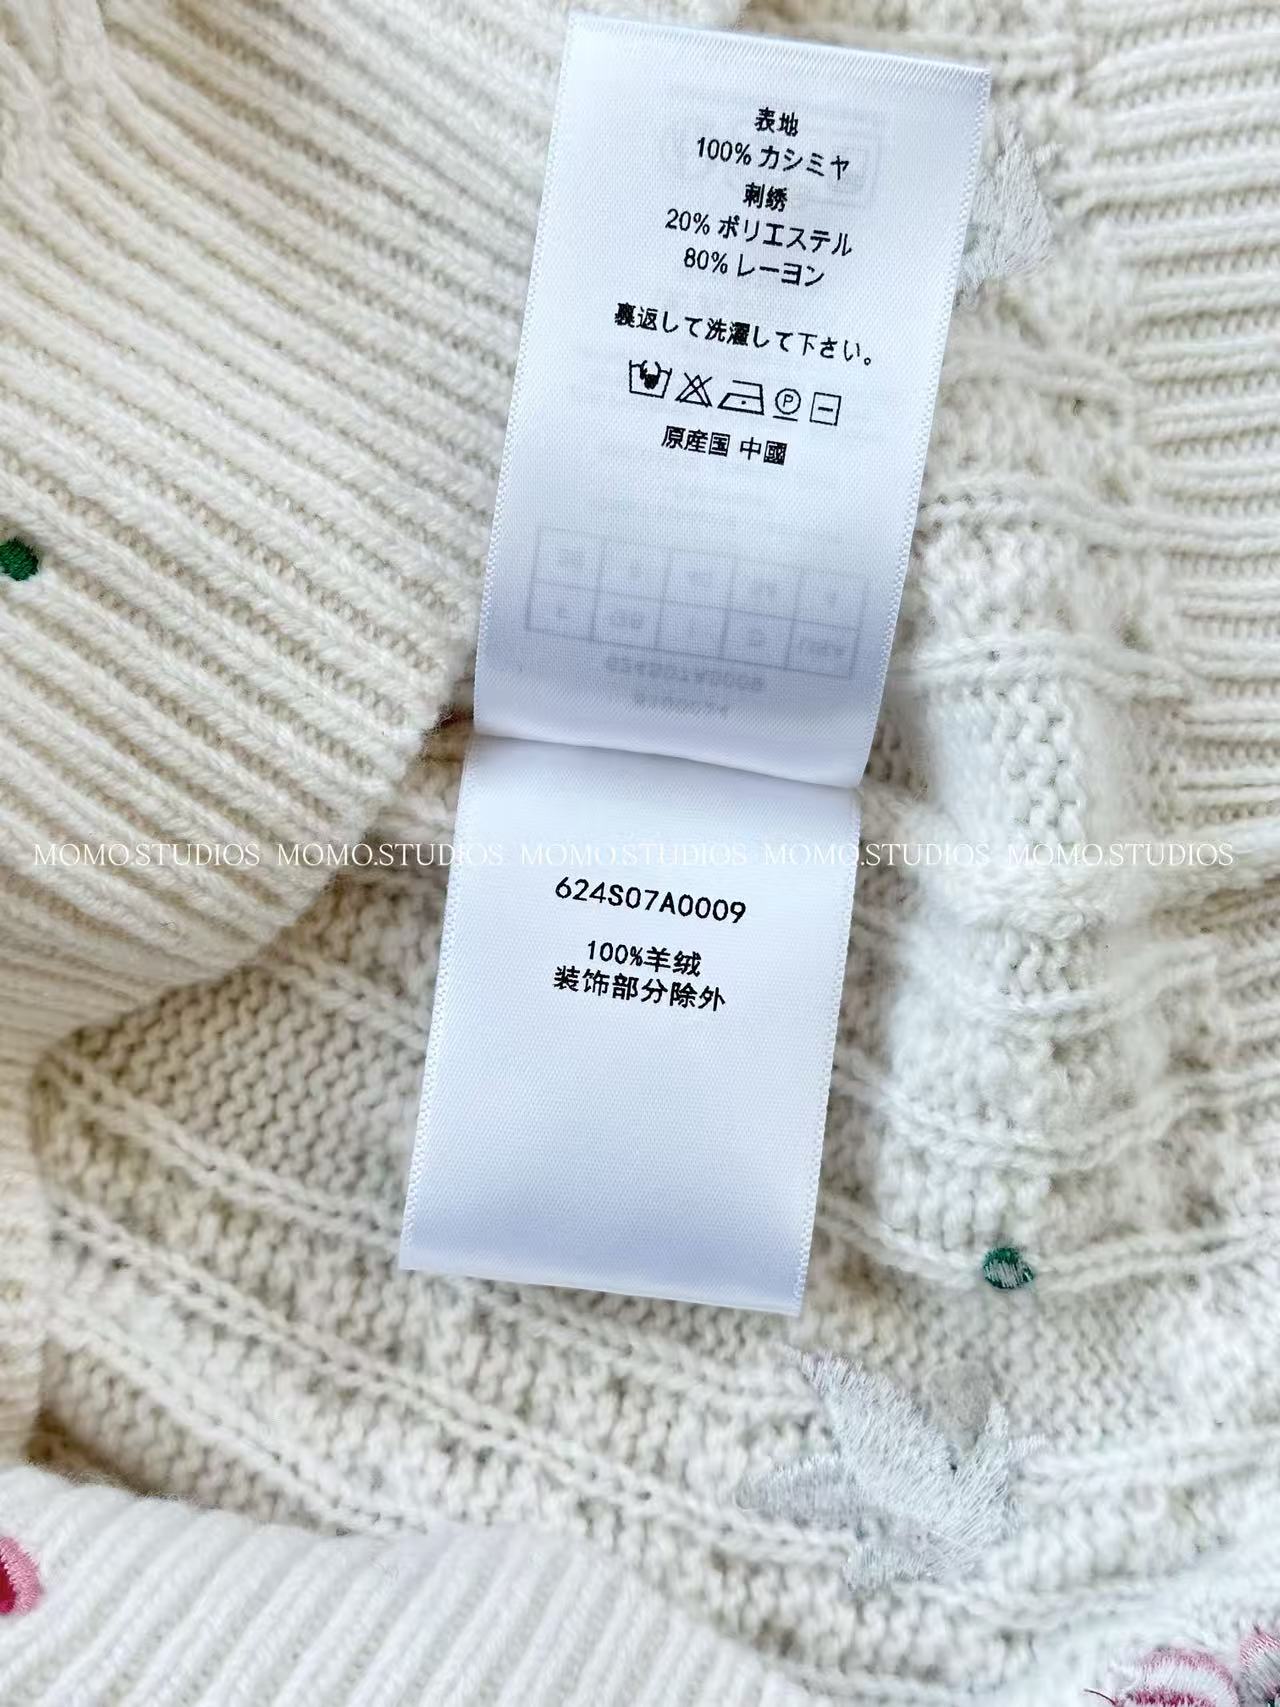 表地
100% カシミヤ
刺绣
20% ポリエステル
80% レーヨン
裏返して洗濯して下さい。
P
原産国 中國
MOMO.STUDIOS MOMO.STUDIOS MOMO.STUDIOS MOMO.STUDIOS MOMO.STUDIOS
624S07A0009
100%羊绒
装饰部分除外